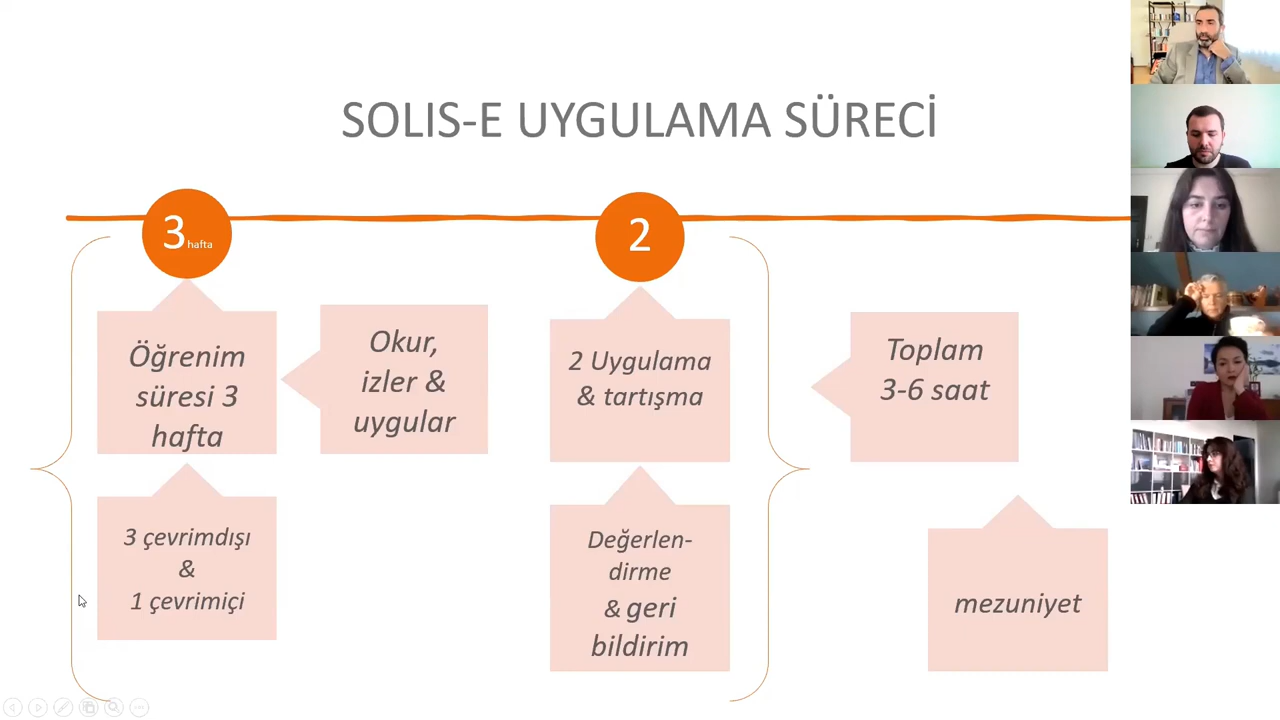 SOLIS-E UYGULAMA SÜRECİ
3 hafta
2
Öğrenim
süresi 3
hafta
Okur,
izler &
uygular
2 Uygulama
& tartışma
Toplam
3-6 saat
3 çevrimdışı
&
1 çevrimiçi
Değerlen-
dirme
& geri
bildirim
mezuniyet